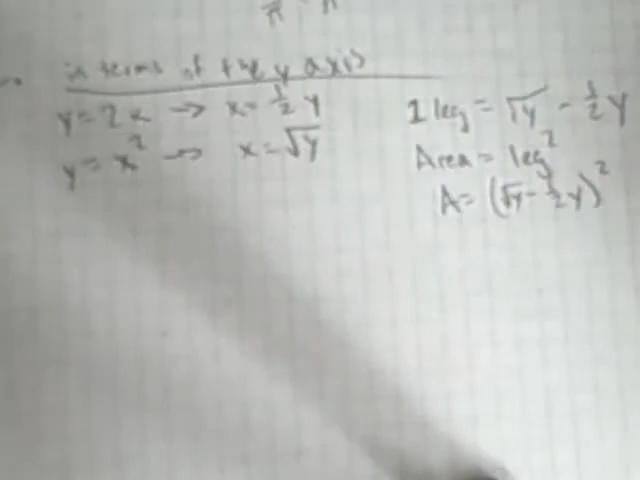 in terms of the y axis
y = 2x → x = 1/2 y
y = x² → x = √y
1 leg = √y - 1/2 y
Area = leg²
A = (√y - 1/2 y)²